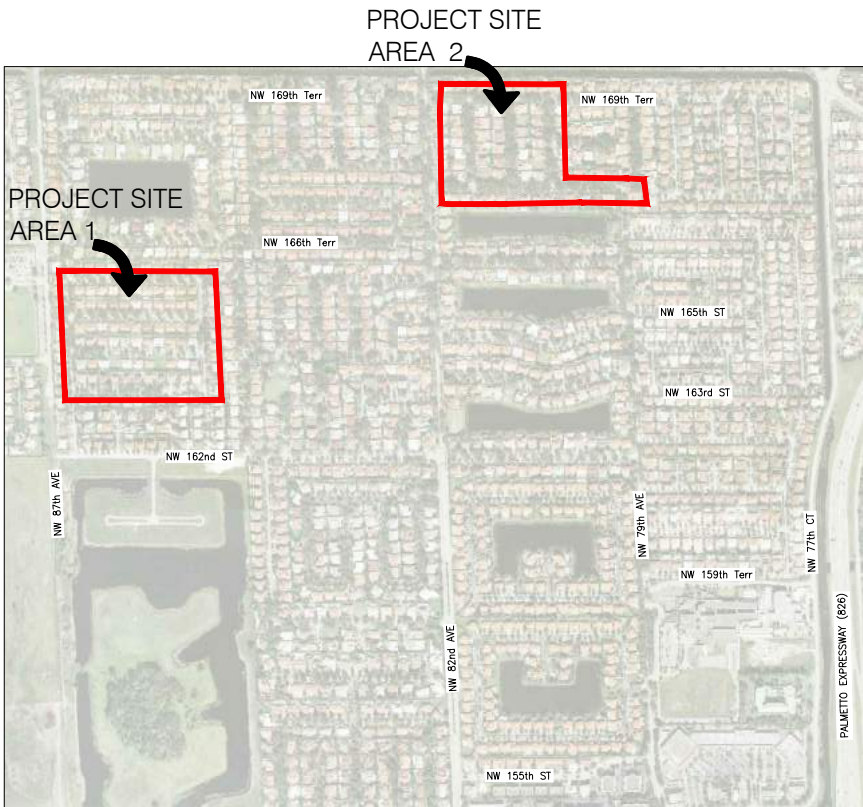 PROJECT SITE
AREA  2
NW 169th Terr
NW 169th Terr
PROJECT SITE
AREA 1
NW 166th Terr
NW 165th ST
NW 163rd ST
NW 162nd ST
NW 87th AVE
NW 79th AVE
NW 77th CT
NW 159th Terr
NW 82nd AVE
PALMETTO EXPRESSWAY (826)
NW 155th ST